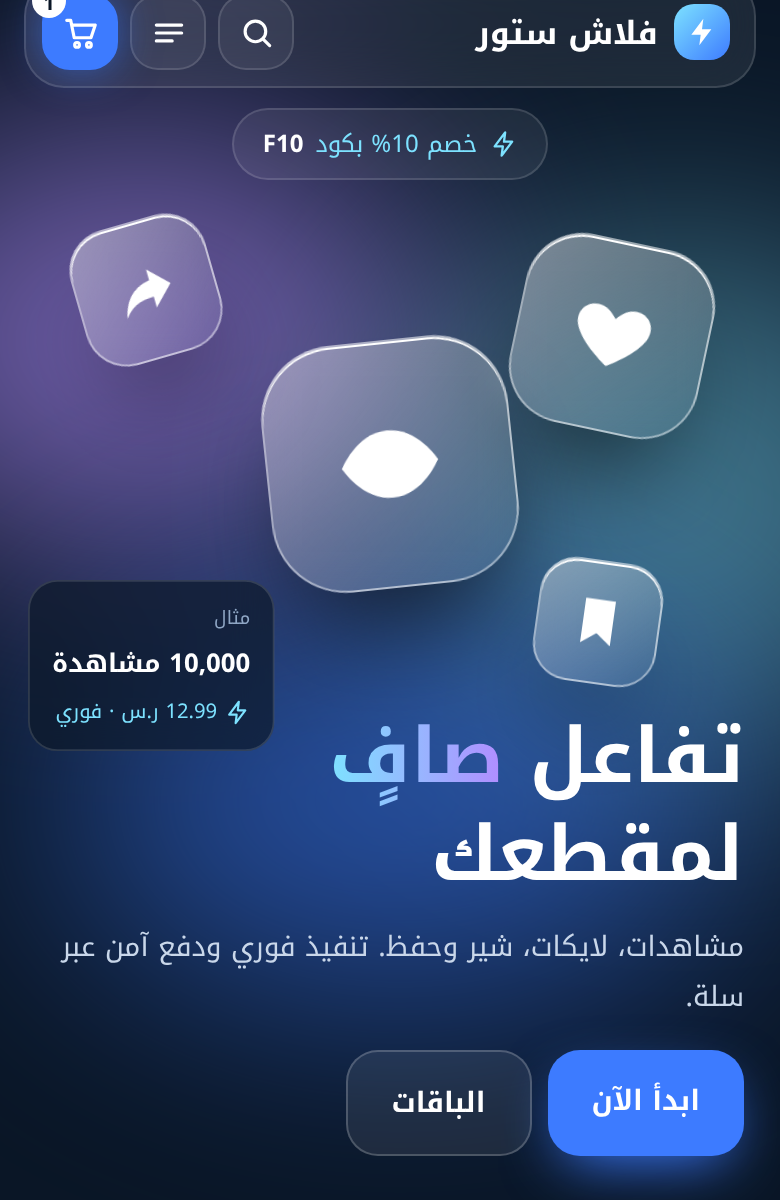 فلاش ستور
1
خصم 10% بكود F10
مثال
10,000 مشاهدة
12.99 ر.س · فوري
تفاعل صافٍ
لمقطعك
مشاهدات، لايكات، شير وحفظ. تنفيذ فوري ودفع آمن عبر
سلة.
ابدأ الآن
الباقات